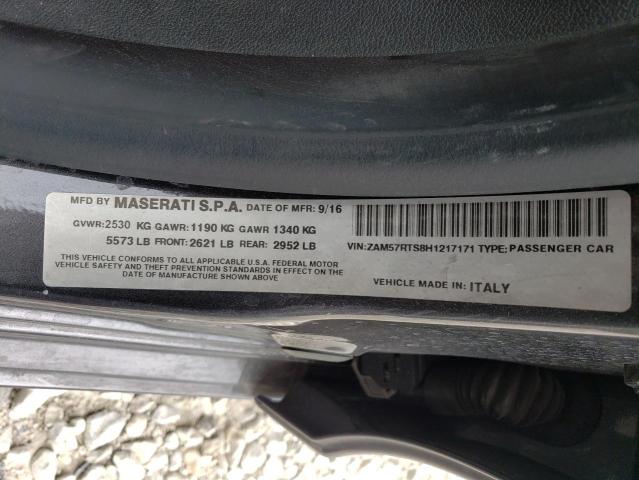 MFD BY MASERATI S.P.A. DATE OF MFR: 9/16
GVWR: 2530 KG GAWR: 1190 KG GAWR 1340 KG
5573 LB FRONT: 2621 LB REAR: 2952 LB
THIS VEHICLE CONFORMS TO ALL APPLICABLE U.S.A. FEDERAL MOTOR
VEHICLE SAFETY AND THEFT PREVENTION STANDARDS IN EFFECT ON THE
DATE OF MANUFACTURE SHOWN ABOVE
VIN: ZAM57RTS8H1217171 TYPE: PASSENGER CAR
VEHICLE MADE IN: ITALY